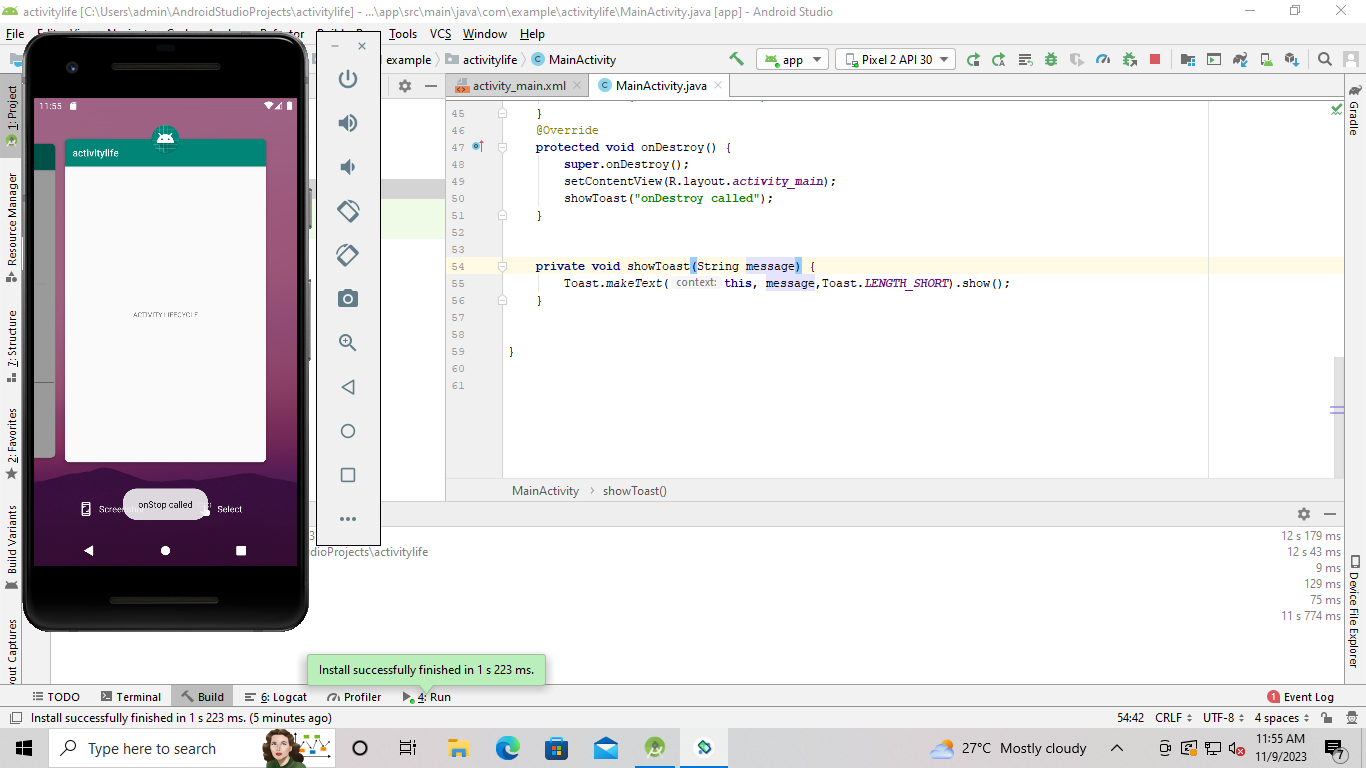 activitylife [C:\Users\admin\AndroidStudioProjects\activitylife] - ...\app\src\main\java\com\example\activitylife\MainActivity.java [app] - Android Studio
File
Tools VCS Window Help
example activitylife MainActivity
app Pixel 2 API 30
activity_main.xml MainActivity.java
1: Project
Resource Manager
7: Structure
2: Favorites
Build Variants
out Captures
11:55
activitylife
ACTIVITY LIFECYCLE
onStop called
Select
45 }
46 @Override
47 protected void onDestroy() {
48 super.onDestroy();
49 setContentView(R.layout.activity_main);
50 showToast("onDestroy called");
51 }
52
53
54 private void showToast(String message) {
55 Toast.makeText( context: this, message,Toast.LENGTH_SHORT).show();
56 }
57
58
59 }
60
61
MainActivity showToast()
Gradle
Device File Explorer
3 12 s 179 ms
dioProjects\activitylife 12 s 43 ms
9 ms
129 ms
75 ms
11 s 774 ms
Install successfully finished in 1 s 223 ms.
TODO Terminal Build 6: Logcat Profiler 4: Run 1 Event Log
Install successfully finished in 1 s 223 ms. (5 minutes ago) 54:42 CRLF UTF-8 4 spaces
Type here to search 27°C Mostly cloudy 11:55 AM
11/9/2023 7